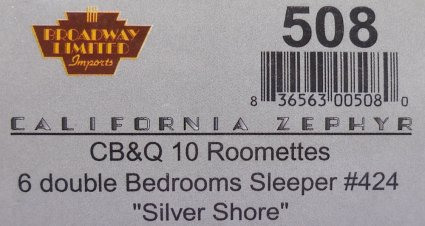 BROADWAY
LIMITED
Imports
508
8 36563 00508 0
CALIFORNIA ZEPHYR
CB&Q 10 Roomettes
6 double Bedrooms Sleeper #424
"Silver Shore"